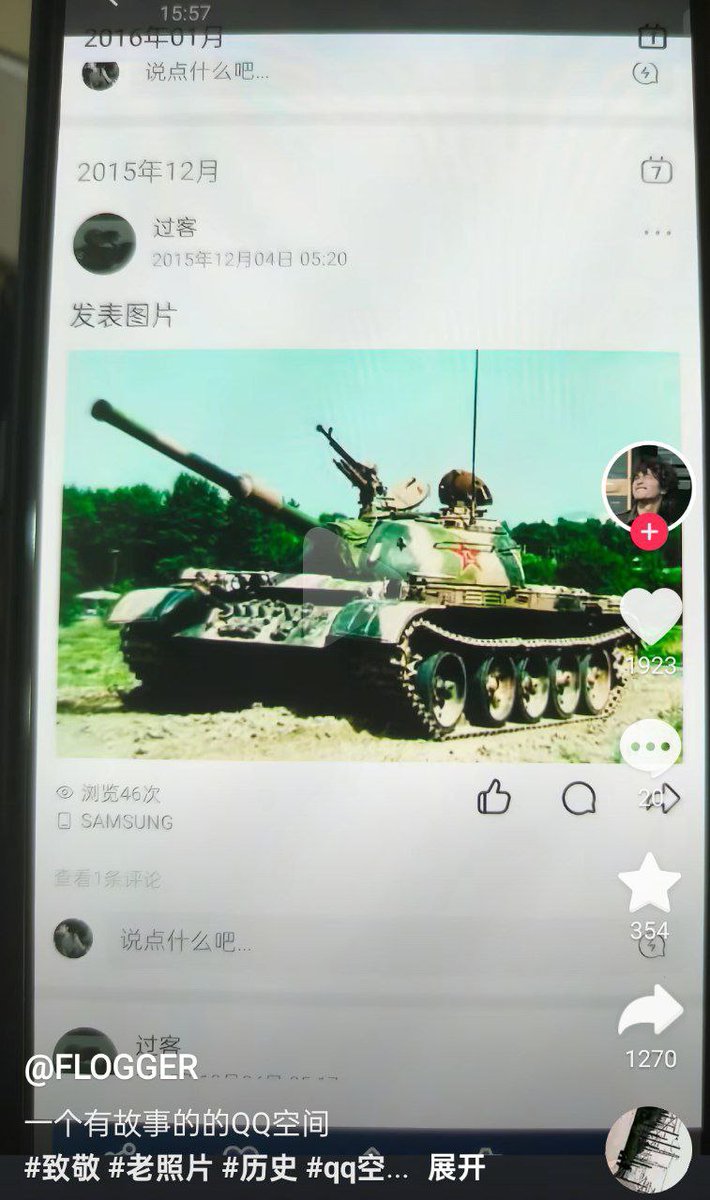 15:57
2016年01月
说点什么吧...
2015年12月
7
过客
2015年12月04日 05:20
发表图片
1923
浏览46次
20
SAMSUNG
查看1条评论
354
说点什么吧...
过客
1270
@FLOGGER
一个有故事的的QQ空间
#致敬 #老照片 #历史 #qq空... 展开